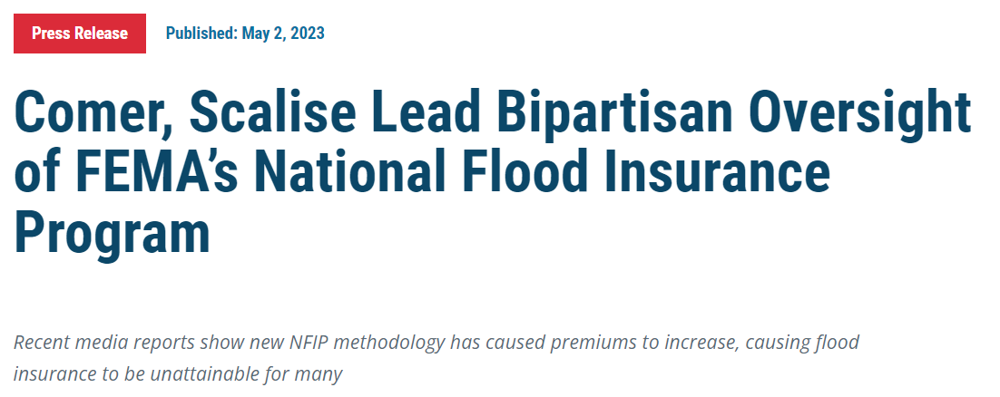 Press Release
Published: May 2, 2023
Comer, Scalise Lead Bipartisan Oversight
of FEMA’s National Flood Insurance
Program
Recent media reports show new NFIP methodology has caused premiums to increase, causing flood
insurance to be unattainable for many